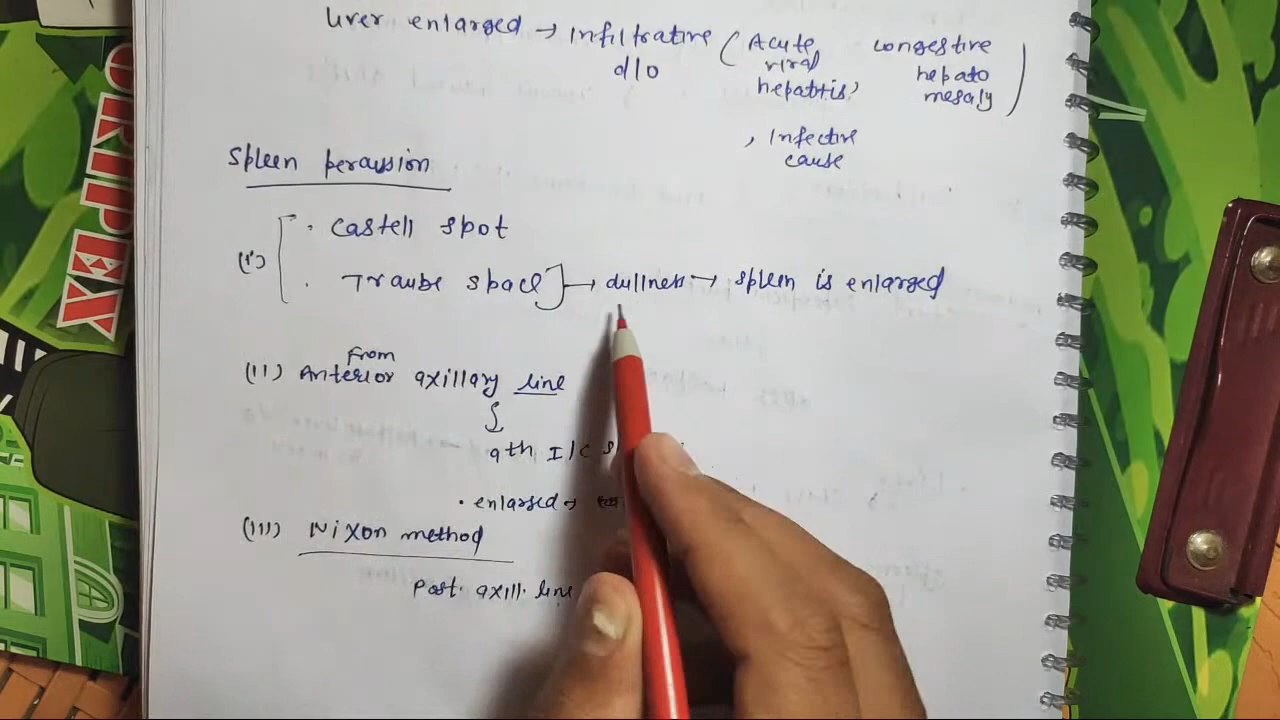 Liver enlarged → Infiltrative d/o ( Acute viral hepatitis, congestive hepato megaly )
, Infective cause
Spleen percussion
(i) · Castell spot
· Traube space → dullness → spleen is enlarged
(ii) From Anterior axillary line
9th I/C
· enlarged →
(iii) Nixon method
Post. axill. line
ORIPEX